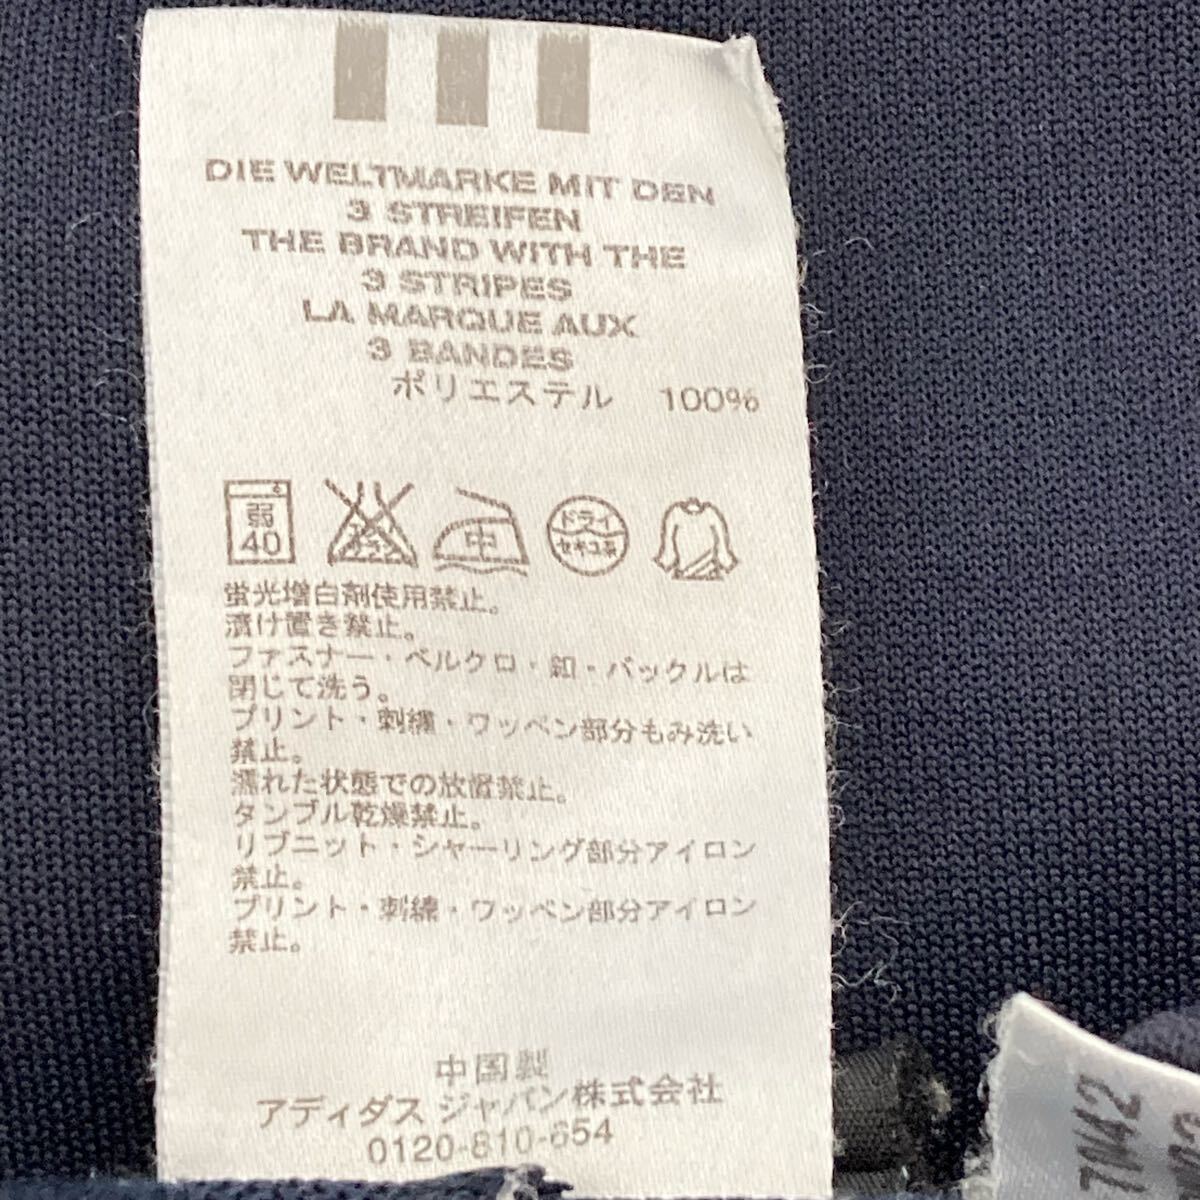 DIE WELTMARKE MIT DEN
3 STREIFEN
THE BRAND WITH THE
3 STRIPES
LA MARQUE AUX
3 BANDES
ポリエステル 100%
弱 40 エンソサラシ 中 ドライ セキユ系
蛍光増白剤使用禁止。
漬け置き禁止。
ファスナー・ベルクロ・釦・バックルは
閉じて洗う。
プリント・刺繍・ワッペン部分もみ洗い
禁止。
濡れた状態での放置禁止。
タンブル乾燥禁止。
リブニット・シャーリング部分アイロン
禁止。
プリント・刺繍・ワッペン部分アイロン
禁止。
中国製
アディダス ジャパン株式会社
0120-810-654
7W42